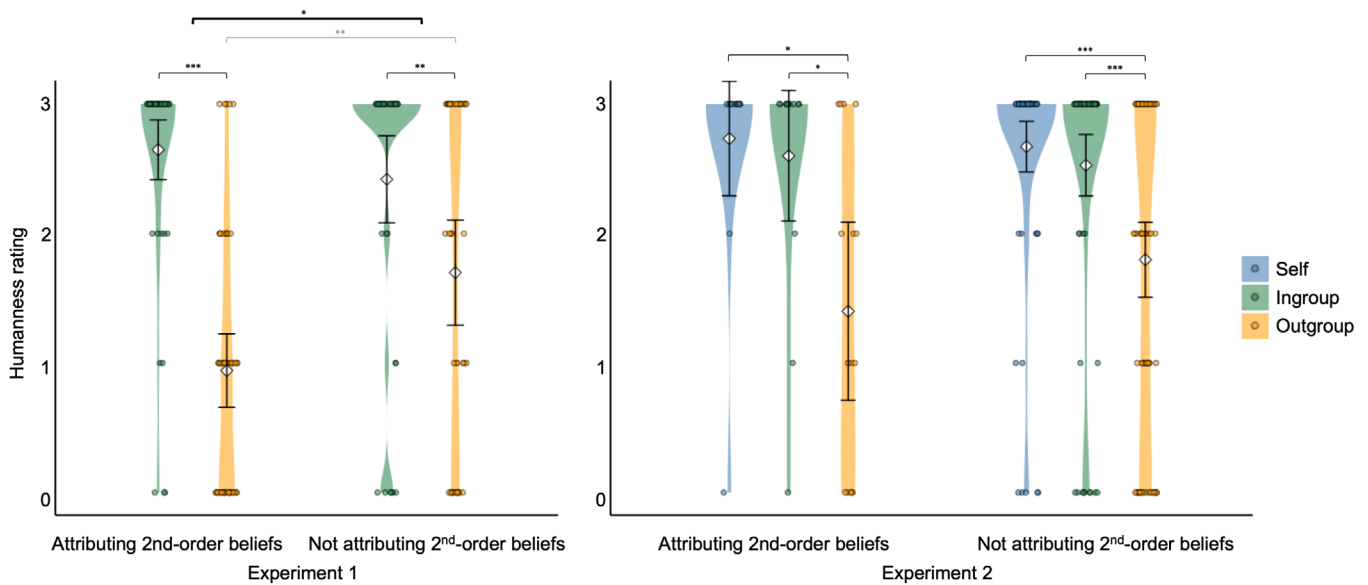 *
**
***
**
*
*
***
***
3
2
1
0
3
2
1
0
Humanness rating
Self
Ingroup
Outgroup
Attributing 2nd-order beliefs
Not attributing 2nd-order beliefs
Attributing 2nd-order beliefs
Not attributing 2nd-order beliefs
Experiment 1
Experiment 2